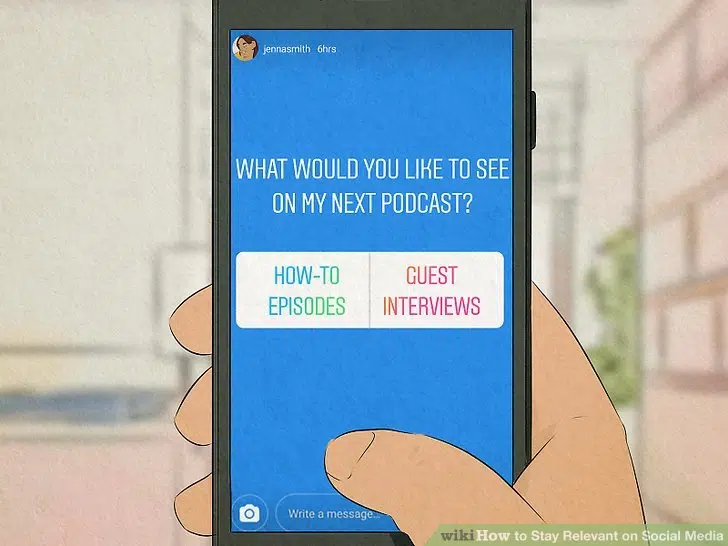 jennasmith 6hrs
WHAT WOULD YOU LIKE TO SEE
ON MY NEXT PODCAST?
HOW-TO
EPISODES
GUEST
INTERVIEWS
Write a message...
wikiHow to Stay Relevant on Social Media